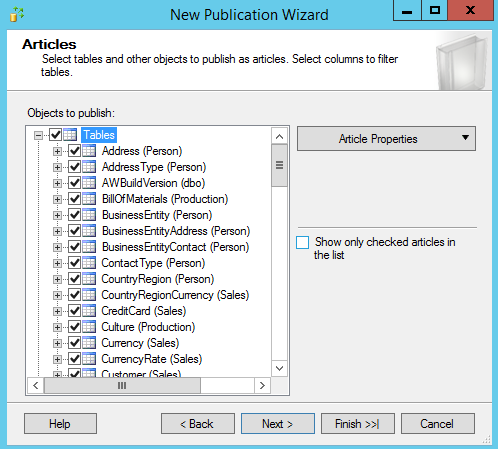 New Publication Wizard
Articles
Select tables and other objects to publish as articles. Select columns to filter
tables.
Objects to publish:
Tables
Address (Person)
AddressType (Person)
AWBuildVersion (dbo)
BillOfMaterials (Production)
BusinessEntity (Person)
BusinessEntityAddress (Person)
BusinessEntityContact (Person)
ContactType (Person)
CountryRegion (Person)
CountryRegionCurrency (Sales)
CreditCard (Sales)
Culture (Production)
Currency (Sales)
CurrencyRate (Sales)
Customer (Sales)
Article Properties
Show only checked articles in
the list
Help
< Back
Next >
Finish >>|
Cancel